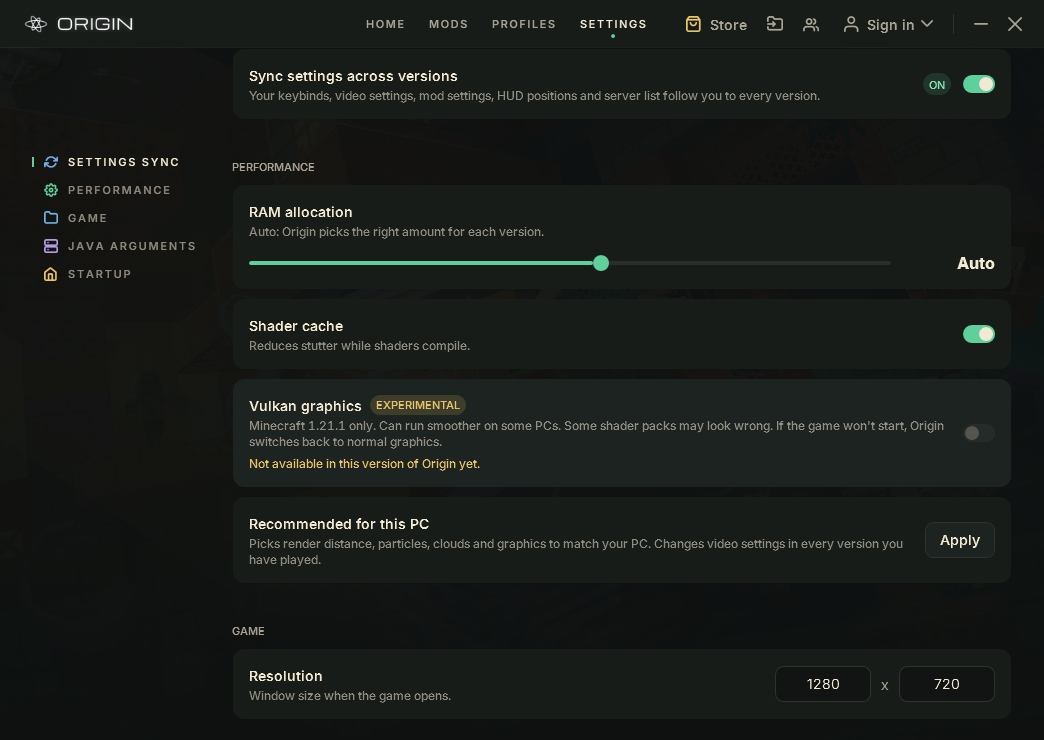 ORIGIN
HOME
MODS
PROFILES
SETTINGS
Store
Sign in
Sync settings across versions
Your keybinds, video settings, mod settings, HUD positions and server list follow you to every version.
ON
SETTINGS SYNC
PERFORMANCE
GAME
JAVA ARGUMENTS
STARTUP
PERFORMANCE
RAM allocation
Auto: Origin picks the right amount for each version.
Auto
Shader cache
Reduces stutter while shaders compile.
Vulkan graphics
EXPERIMENTAL
Minecraft 1.21.1 only. Can run smoother on some PCs. Some shader packs may look wrong. If the game won't start, Origin
switches back to normal graphics.
Not available in this version of Origin yet.
Recommended for this PC
Picks render distance, particles, clouds and graphics to match your PC. Changes video settings in every version you
have played.
Apply
GAME
Resolution
Window size when the game opens.
1280 x 720